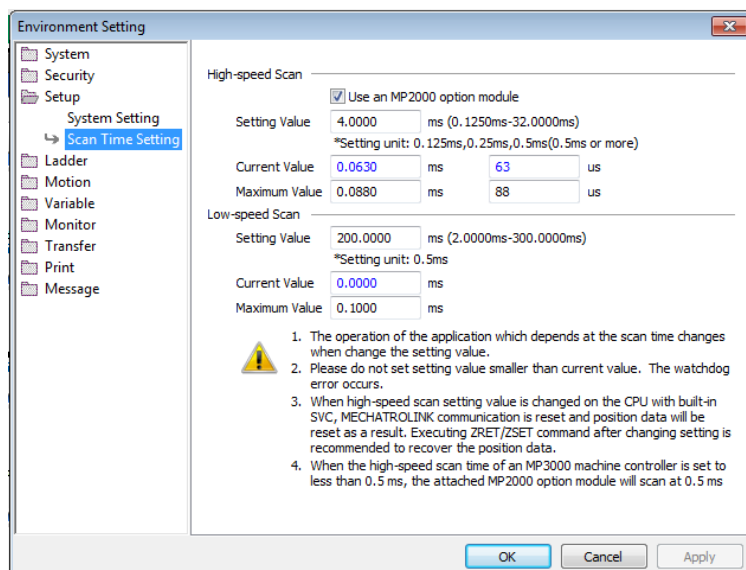 Environment Setting
System
Security
Setup
System Setting
Scan Time Setting
Ladder
Motion
Variable
Monitor
Transfer
Print
Message
High-speed Scan
Use an MP2000 option module
Setting Value 4.0000 ms (0.1250ms-32.0000ms)
*Setting unit: 0.125ms,0.25ms,0.5ms(0.5ms or more)
Current Value 0.0630 ms 63 us
Maximum Value 0.0880 ms 88 us
Low-speed Scan
Setting Value 200.0000 ms (2.0000ms-300.0000ms)
*Setting unit: 0.5ms
Current Value 0.0000 ms
Maximum Value 0.1000 ms
1. The operation of the application which depends at the scan time changes
when change the setting value.
2. Please do not set setting value smaller than current value. The watchdog
error occurs.
3. When high-speed scan setting value is changed on the CPU with built-in
SVC, MECHATROLINK communication is reset and position data will be
reset as a result. Executing ZRET/ZSET command after changing setting is
recommended to recover the position data.
4. When the high-speed scan time of an MP3000 machine controller is set to
less than 0.5 ms, the attached MP2000 option module will scan at 0.5 ms
OK Cancel Apply